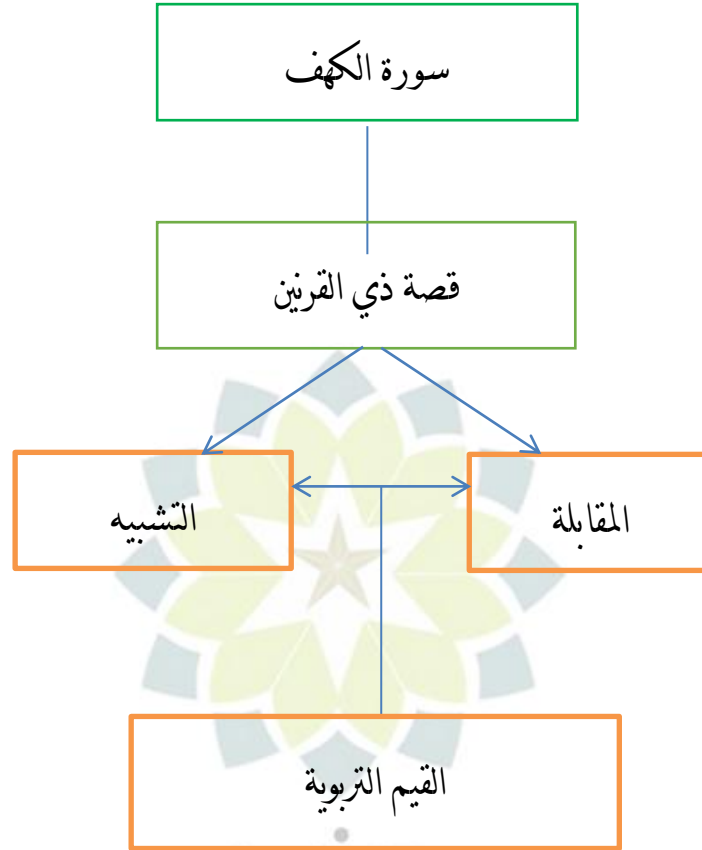 سورة الكهف
قصة ذي القرنين
المقابلة
التشبيه
القيم التربوية